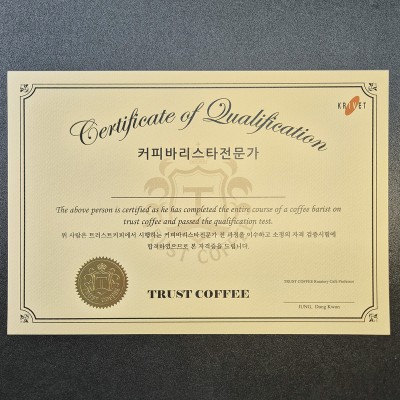 KRIVET
Certificate of Qualification
커피바리스타전문가
The above person is certified as he has completed the entire course of a coffee barist on
trust coffee and passed the qualification test.
위 사람은 트러스트커피에서 시행하는 커피바리스타전문가 전 과정을 이수하고 소정의 자격 검증시험에
합격하였으므로 본 자격증을 드립니다.
TRUST COFFEE
TRUST COFFEE Roastery Cafe
JUNG, Dong Kwon